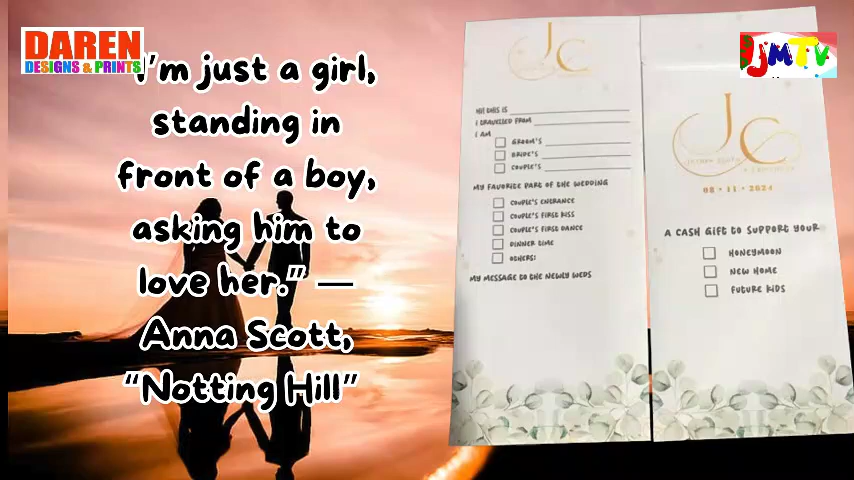 DAREN
DESIGNS & PRINTS
I'm just a girl,
standing in
front of a boy,
asking him to
love her." —
Anna Scott,
"Notting Hill"
JC
HI! THIS IS
I TRAVELLED FROM
I AM
GROOM'S
BRIDE'S
COUPLE'S
MY FAVORITE PART OF THE WEDDING
COUPLE'S ENTRANCE
COUPLE'S FIRST KISS
COUPLE'S FIRST DANCE
DINNER TIME
OTHERS:
MY MESSAGE TO THE NEWLY WEDS
JMTV
JC
08 • 11 • 2024
A CASH GIFT TO SUPPORT YOUR
HONEYMOON
NEW HOME
FUTURE KIDS